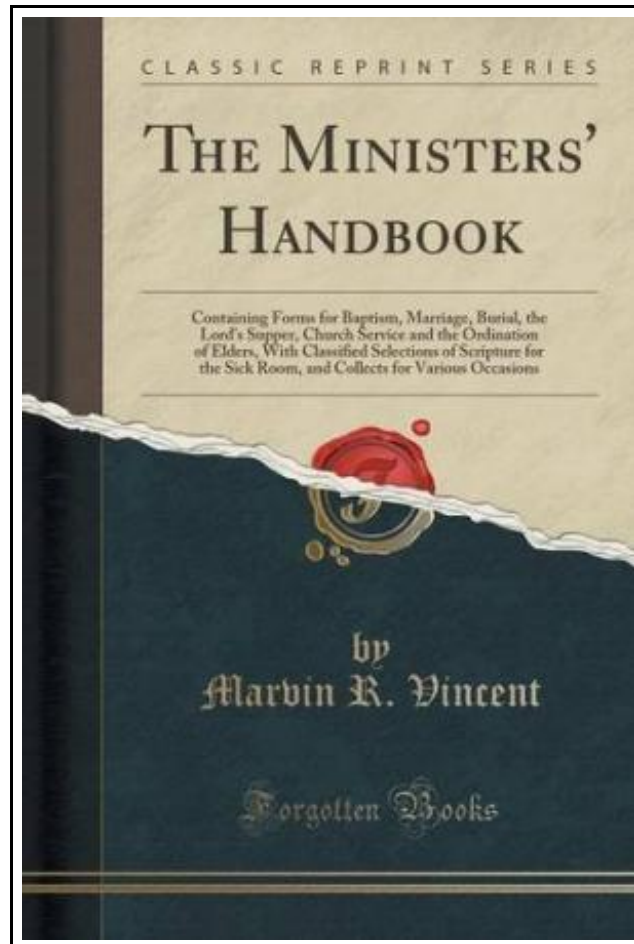 CLASSIC REPRINT SERIES
THE MINISTERS'
HANDBOOK
Containing Forms for Baptism, Marriage, Burial, the
Lord's Supper, Church Service and the Ordination
of Elders, With Classified Selections of Scripture for
the Sick Room, and Collects for Various Occasions
by
Marvin R. Vincent
Forgotten Books